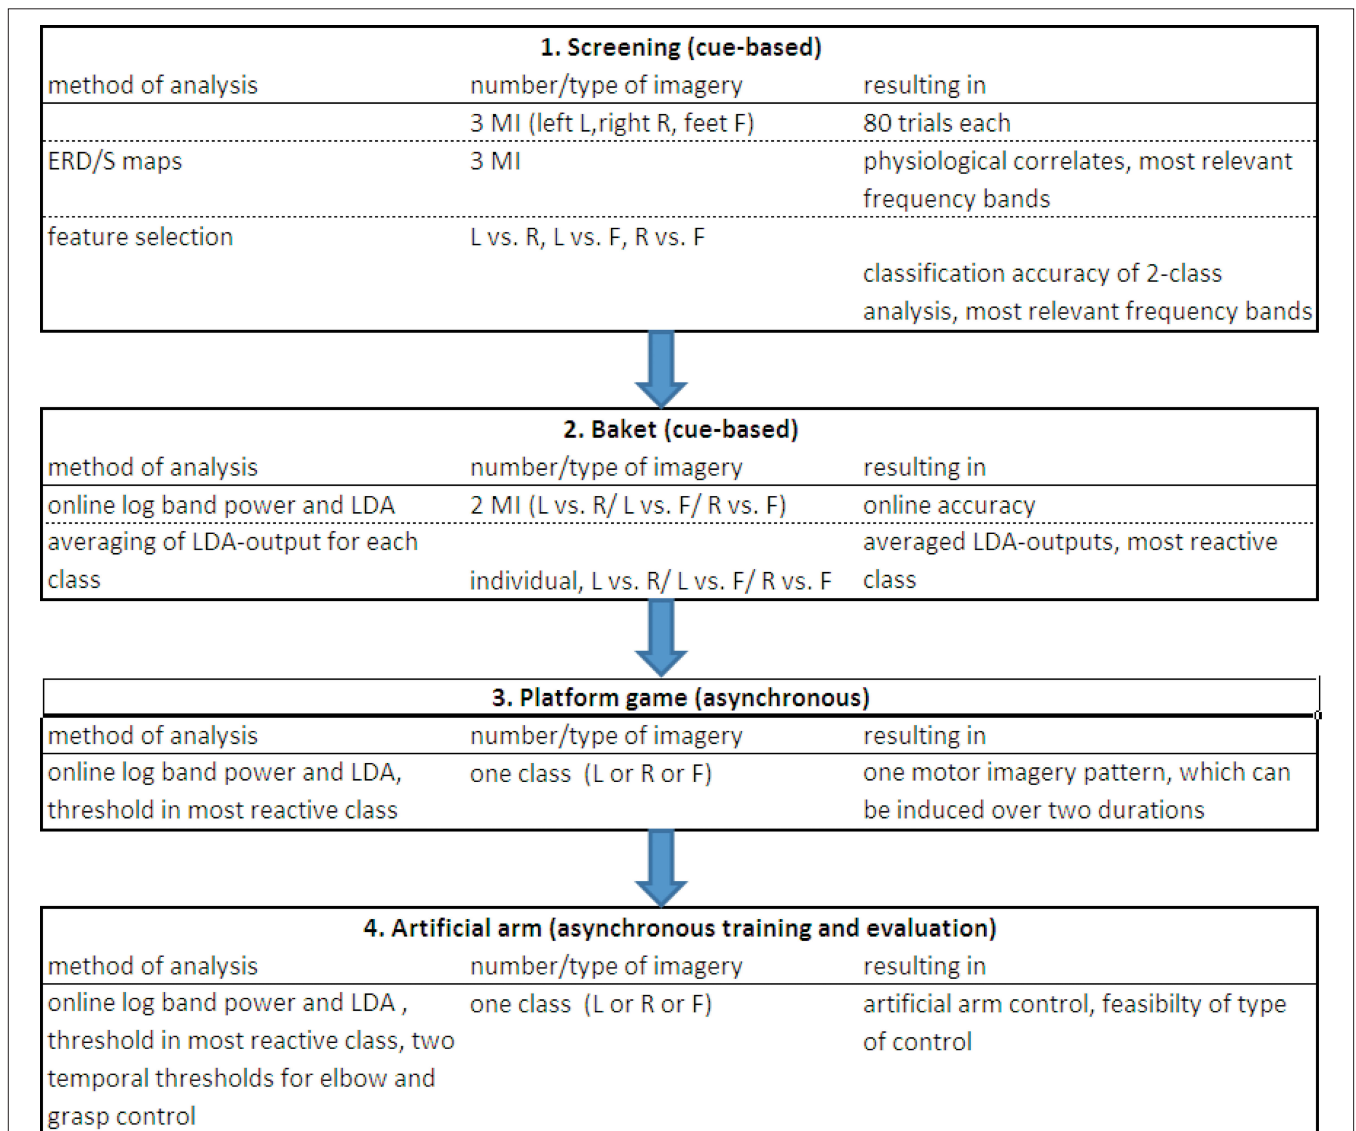 1. Screening (cue-based)
method of analysis number/type of imagery resulting in
3 MI (left L,right R, feet F) 80 trials each
ERD/S maps 3 MI physiological correlates, most relevant
frequency bands
feature selection L vs. R, L vs. F, R vs. F
classification accuracy of 2-class
analysis, most relevant frequency bands
2. Baket (cue-based)
method of analysis number/type of imagery resulting in
online log band power and LDA 2 MI (L vs. R/ L vs. F/ R vs. F) online accuracy
averaging of LDA-output for each averaged LDA-outputs, most reactive
class individual, L vs. R/ L vs. F/ R vs. F class
3. Platform game (asynchronous)
method of analysis number/type of imagery resulting in
online log band power and LDA, one class (L or R or F) one motor imagery pattern, which can
threshold in most reactive class be induced over two durations
4. Artificial arm (asynchronous training and evaluation)
method of analysis number/type of imagery resulting in
online log band power and LDA , one class (L or R or F) artificial arm control, feasibilty of type
threshold in most reactive class, two of control
temporal thresholds for elbow and
grasp control